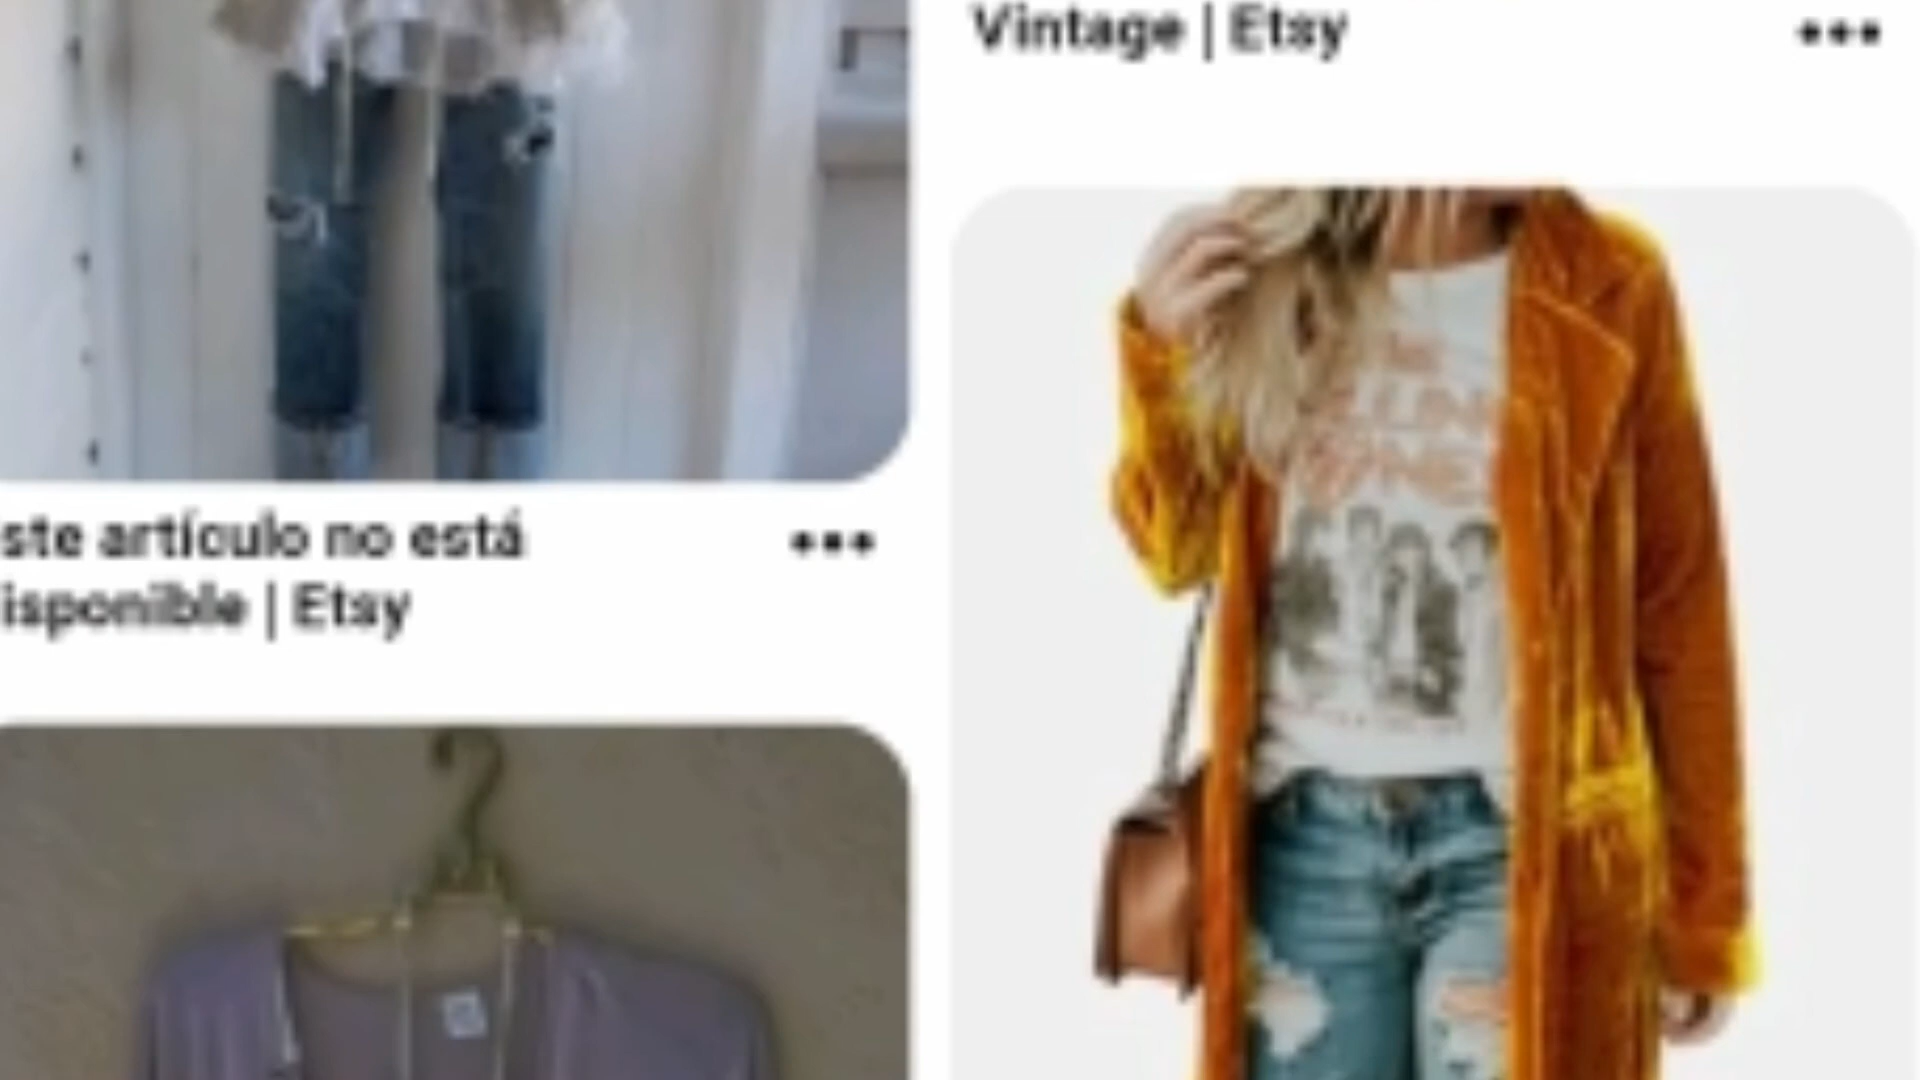 Vintage | Etsy
ste artículo no está
isponible | Etsy